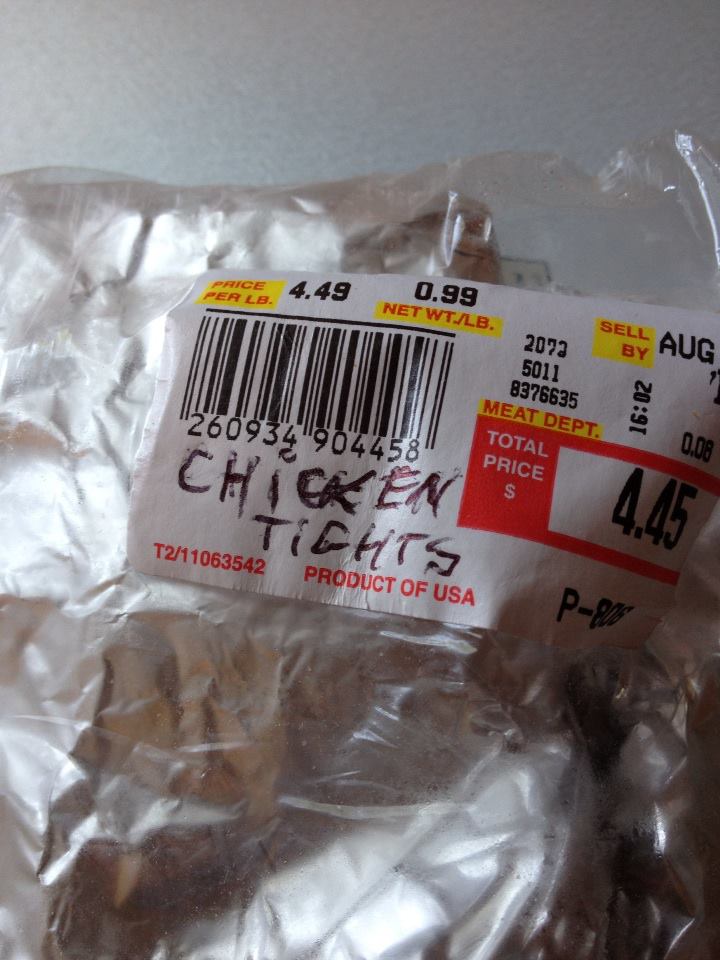 PRICE PER LB. 4.49
0.99
NET WT./LB.
SELL BY AUG
2073
5011
8376635
16:02
MEAT DEPT.
0.08
260934 904458
TOTAL PRICE $
4.45
CHICKEN
TIGHTS
T2/11063542
PRODUCT OF USA